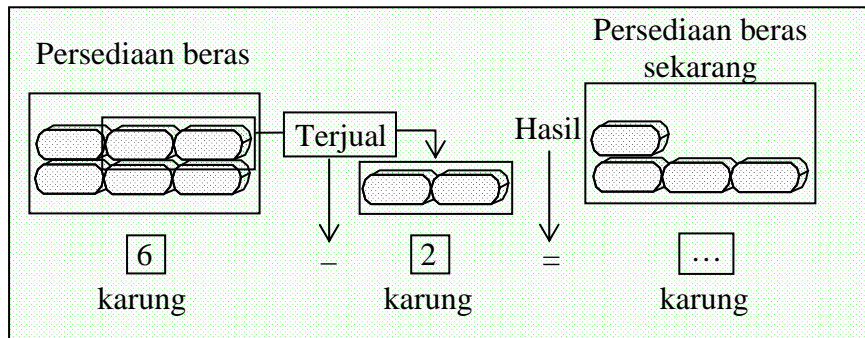 Persediaan beras
Persediaan beras
sekarang
Terjual
Hasil
6 – 2 = …
karung karung karung